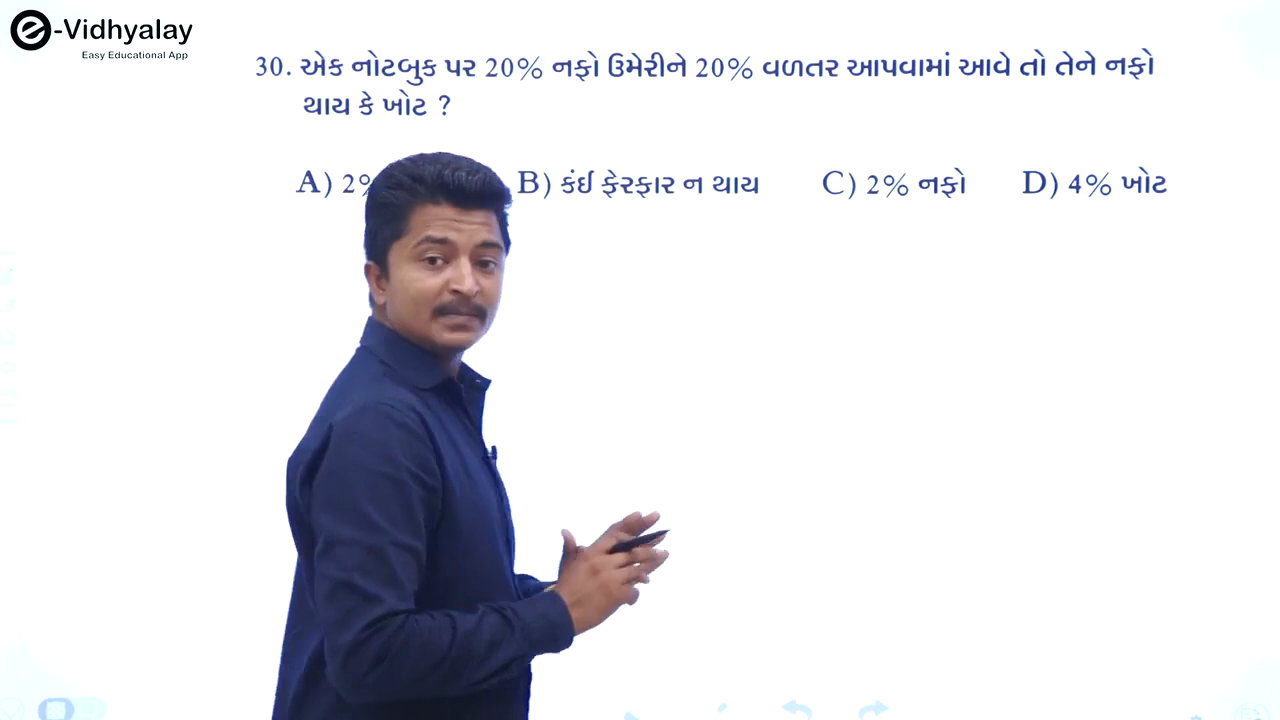 e-Vidhyalay
Easy Educational App
30. એક નોટબુક પર 20% નફો ઉમેરીને 20% વળતર આપવામાં આવે તો તેને નફો
થાય કે ખોટ ?
A) 2% B) કંઈ ફેરફાર ન થાય C) 2% નફો D) 4% ખોટ